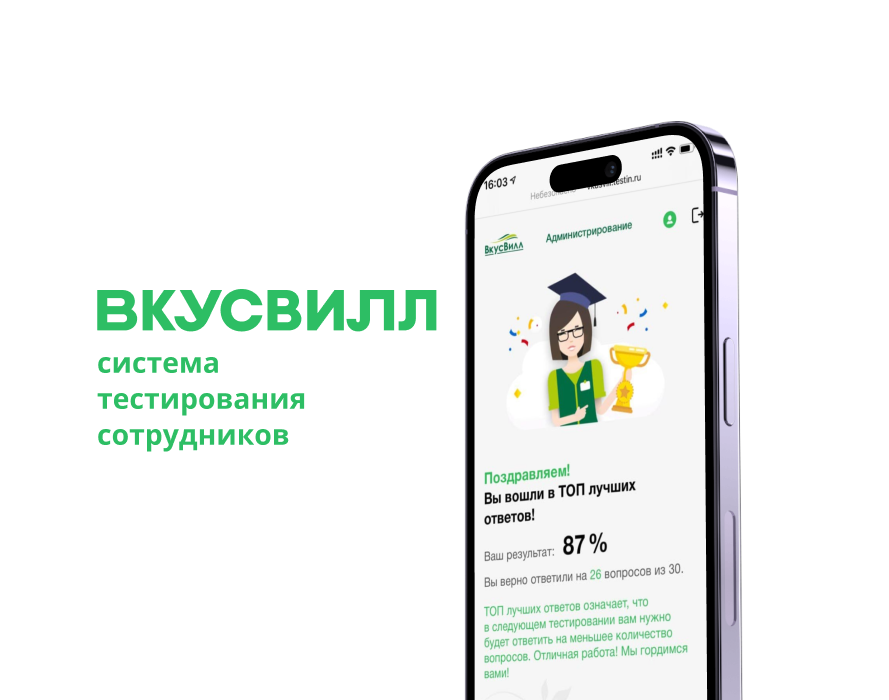 ВКУСВИЛЛ
система
тестирования
сотрудников
16:03
ВкусВилл
Администрирование
Поздравляем!
Вы вошли в ТОП лучших
ответов!
Ваш результат: 87 %
Вы верно ответили на 26 вопросов из 30.
ТОП лучших ответов означает, что
в следующем тестировании вам нужно
будет ответить на меньшее количество
вопросов. Отличная работа! Мы гордимся
вами!